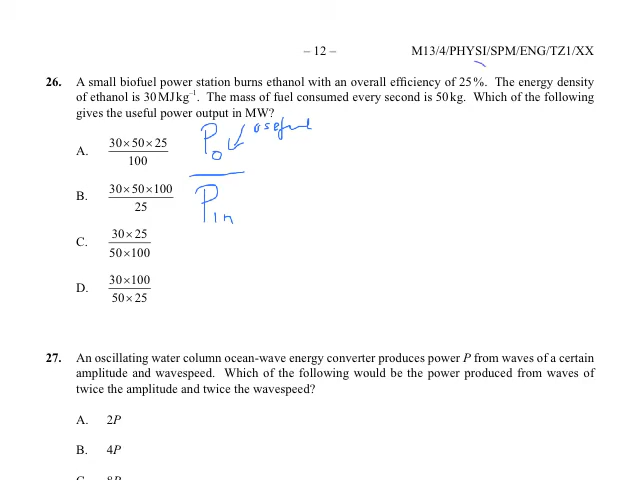 – 12 –
M13/4/PHYSI/SPM/ENG/TZ1/XX
26. A small biofuel power station burns ethanol with an overall efficiency of 25 %. The energy density
of ethanol is 30 MJ kg⁻¹. The mass of fuel consumed every second is 50 kg. Which of the following
gives the useful power output in MW?
A. 30×50×25
100
B. 30×50×100
25
C. 30×25
50×100
D. 30×100
50×25
useful
P₀
Pin
27. An oscillating water column ocean-wave energy converter produces power P from waves of a certain
amplitude and wavespeed. Which of the following would be the power produced from waves of
twice the amplitude and twice the wavespeed?
A. 2P
B. 4P
C. 8P